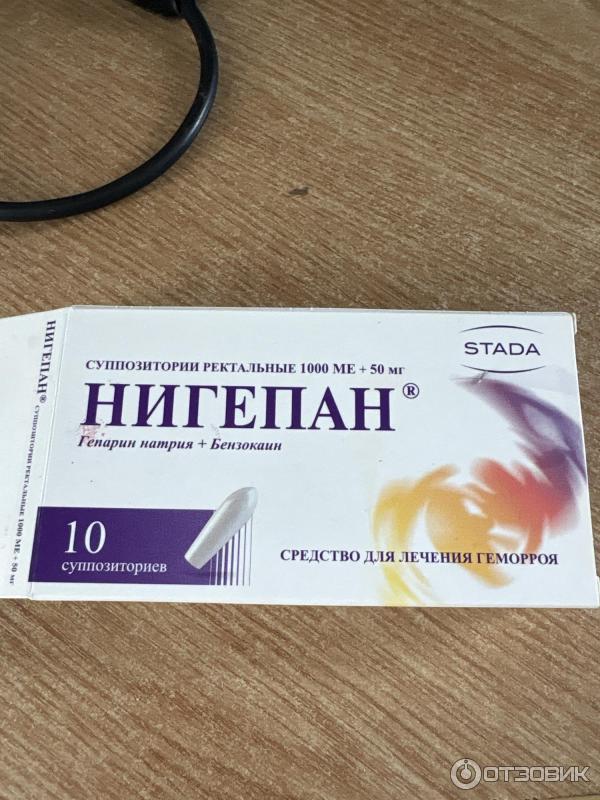 STADA
СУППОЗИТОРИИ РЕКТАЛЬНЫЕ 1000 МЕ + 50 мг
НИГЕПАН®
Гепарин натрия + Бензокаин
10
суппозиториев
СРЕДСТВО ДЛЯ ЛЕЧЕНИЯ ГЕМОРРОЯ
НИГЕПАН®
СУППОЗИТОРИИ РЕКТАЛЬНЫЕ 1000 МЕ + 50 мг
ОТЗОВИК